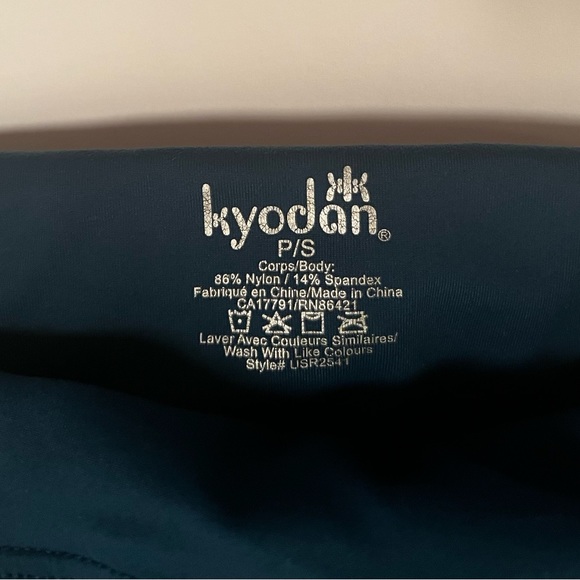 kyodan®
P/S
Corps/Body:
86% Nylon / 14% Spandex
Fabriqué en Chine/Made in China
CA17791/RN86421
Laver Avec Couleurs Similaires/
Wash With Like Colours
Style# USR2541